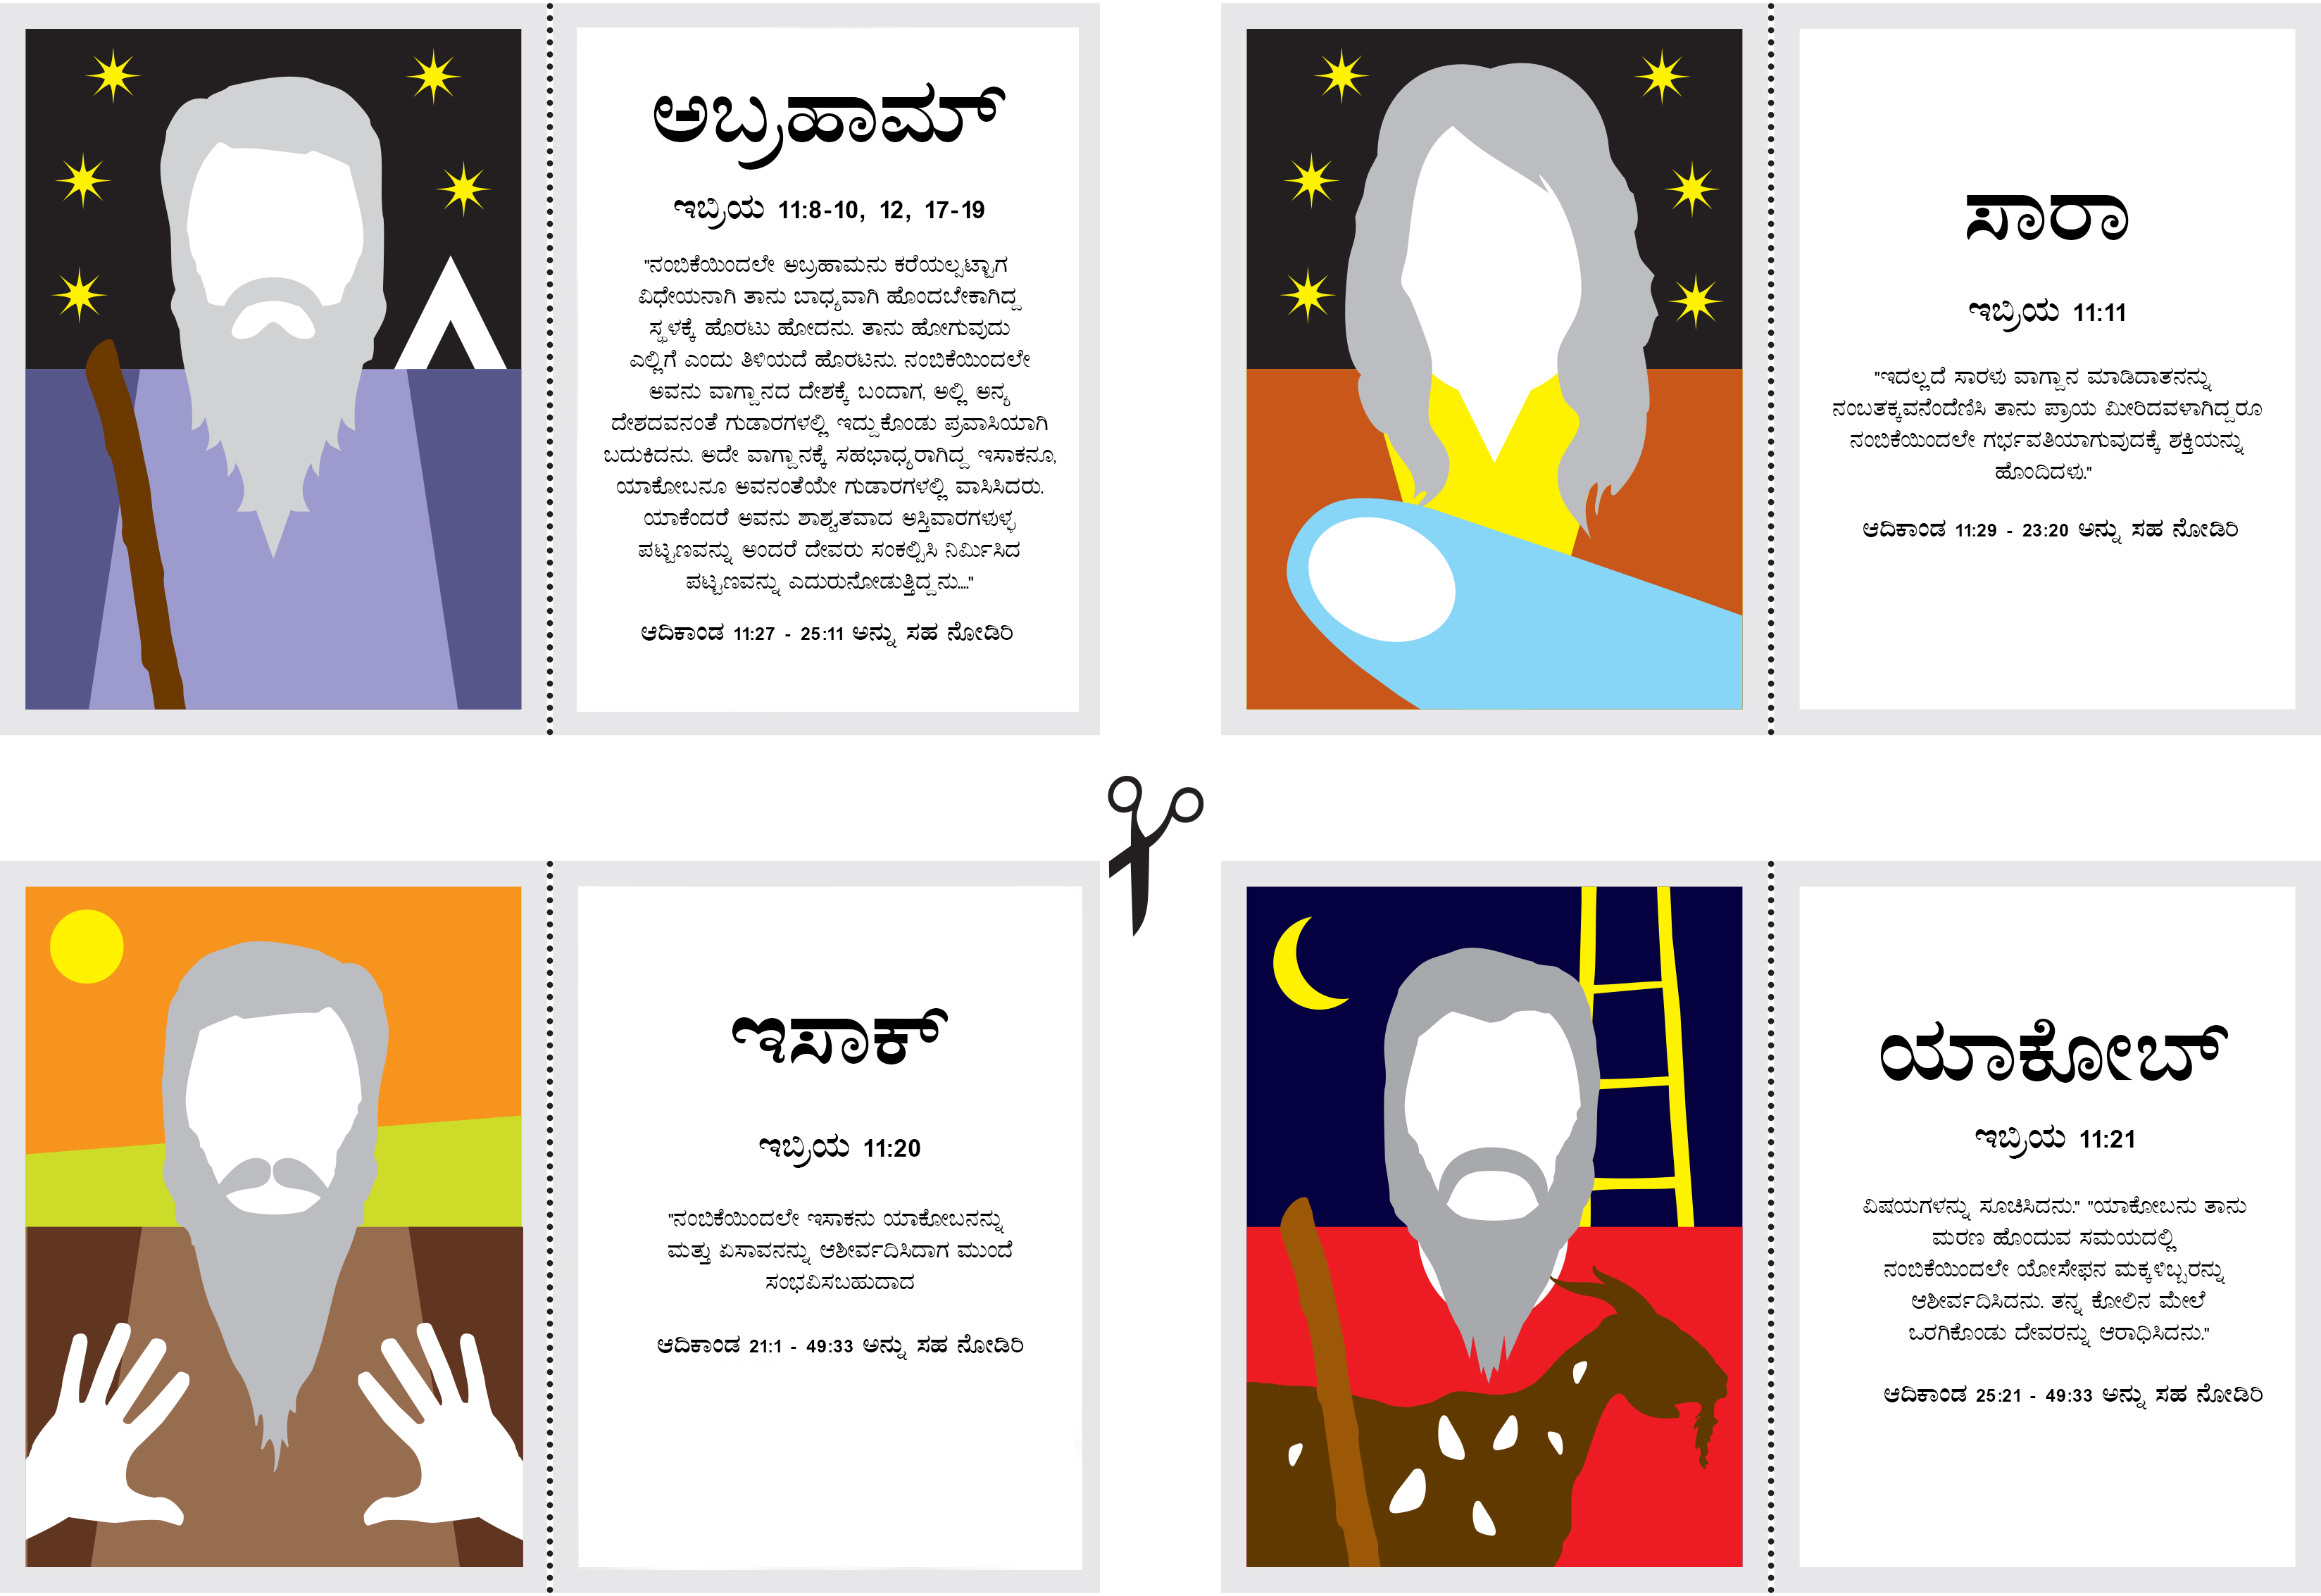 ಅಬ್ರಹಾಮ್
ಇಬ್ರಿಯ 11:8-10, 12, 17-19
"ನಂಬಿಕೆಯಿಂದಲೇ ಅಬ್ರಹಾಮನು ಕರೆಯಲ್ಪಟ್ಟಾಗ
ವಿಧೇಯನಾಗಿ ತಾನು ಬಾಧ್ಯವಾಗಿ ಹೊಂದಬೇಕಾಗಿದ್ದ
ಸ್ಥಳಕ್ಕೆ ಹೊರಟು ಹೋದನು. ತಾನು ಹೋಗುವುದು
ಎಲ್ಲಿಗೆ ಎಂದು ತಿಳಿಯದೆ ಹೊರಟನು. ನಂಬಿಕೆಯಿಂದಲೇ
ಅವನು ವಾಗ್ದಾನದ ದೇಶಕ್ಕೆ ಬಂದಾಗ, ಅಲ್ಲಿ ಅನ್ಯ
ದೇಶದವನಂತೆ ಗುಡಾರಗಳಲ್ಲಿ ಇದ್ದುಕೊಂಡು ಪ್ರವಾಸಿಯಾಗಿ
ಬದುಕಿದನು. ಅದೇ ವಾಗ್ದಾನಕ್ಕೆ ಸಹಭಾಧ್ಯರಾಗಿದ್ದ ಇಸಾಕನೂ,
ಯಾಕೋಬನೂ ಅವನಂತೆಯೇ ಗುಡಾರಗಳಲ್ಲಿ ವಾಸಿಸಿದರು.
ಯಾಕೆಂದರೆ ಅವನು ಶಾಶ್ವತವಾದ ಅಸ್ತಿವಾರಗಳುಳ್ಳ
ಪಟ್ಟಣವನ್ನು ಅಂದರೆ ದೇವರು ಸಂಕಲ್ಪಿಸಿ ನಿರ್ಮಿಸಿದ
ಪಟ್ಟಣವನ್ನು ಎದುರುನೋಡುತ್ತಿದ್ದನು..."
ಆದಿಕಾಂಡ 11:27 - 25:11 ಅನ್ನು ಸಹ ನೋಡಿರಿ
ಸಾರಾ
ಇಬ್ರಿಯ 11:11
"ಇದಲ್ಲದೆ ಸಾರಳು ವಾಗ್ದಾನ ಮಾಡಿದಾತನನ್ನು
ನಂಬತಕ್ಕವನೆಂದೆಣಿಸಿ ತಾನು ಪ್ರಾಯ ಮೀರಿದವಳಾಗಿದ್ದರೂ
ನಂಬಿಕೆಯಿಂದಲೇ ಗರ್ಭವತಿಯಾಗುವುದಕ್ಕೆ ಶಕ್ತಿಯನ್ನು
ಹೊಂದಿದಳು."
ಆದಿಕಾಂಡ 11:29 - 23:20 ಅನ್ನು ಸಹ ನೋಡಿರಿ
ಇಸಾಕ್
ಇಬ್ರಿಯ 11:20
"ನಂಬಿಕೆಯಿಂದಲೇ ಇಸಾಕನು ಯಾಕೋಬನನ್ನು
ಮತ್ತು ಏಸಾವನನ್ನು ಆಶೀರ್ವದಿಸಿದಾಗ ಮುಂದೆ
ಸಂಭವಿಸಬಹುದಾದ
ಆದಿಕಾಂಡ 21:1 - 49:33 ಅನ್ನು ಸಹ ನೋಡಿರಿ
ಯಾಕೋಬ್
ಇಬ್ರಿಯ 11:21
ವಿಷಯಗಳನ್ನು ಸೂಚಿಸಿದನು." "ಯಾಕೋಬನು ತಾನು
ಮರಣ ಹೊಂದುವ ಸಮಯದಲ್ಲಿ
ನಂಬಿಕೆಯಿಂದಲೇ ಯೋಸೇಫನ ಮಕ್ಕಳಿಬ್ಬರನ್ನು
ಆಶೀರ್ವದಿಸಿದನು. ತನ್ನ ಕೋಲಿನ ಮೇಲೆ
ಒರಗಿಕೊಂಡು ದೇವರನ್ನು ಆರಾಧಿಸಿದನು."
ಆದಿಕಾಂಡ 25:21 - 49:33 ಅನ್ನು ಸಹ ನೋಡಿರಿ